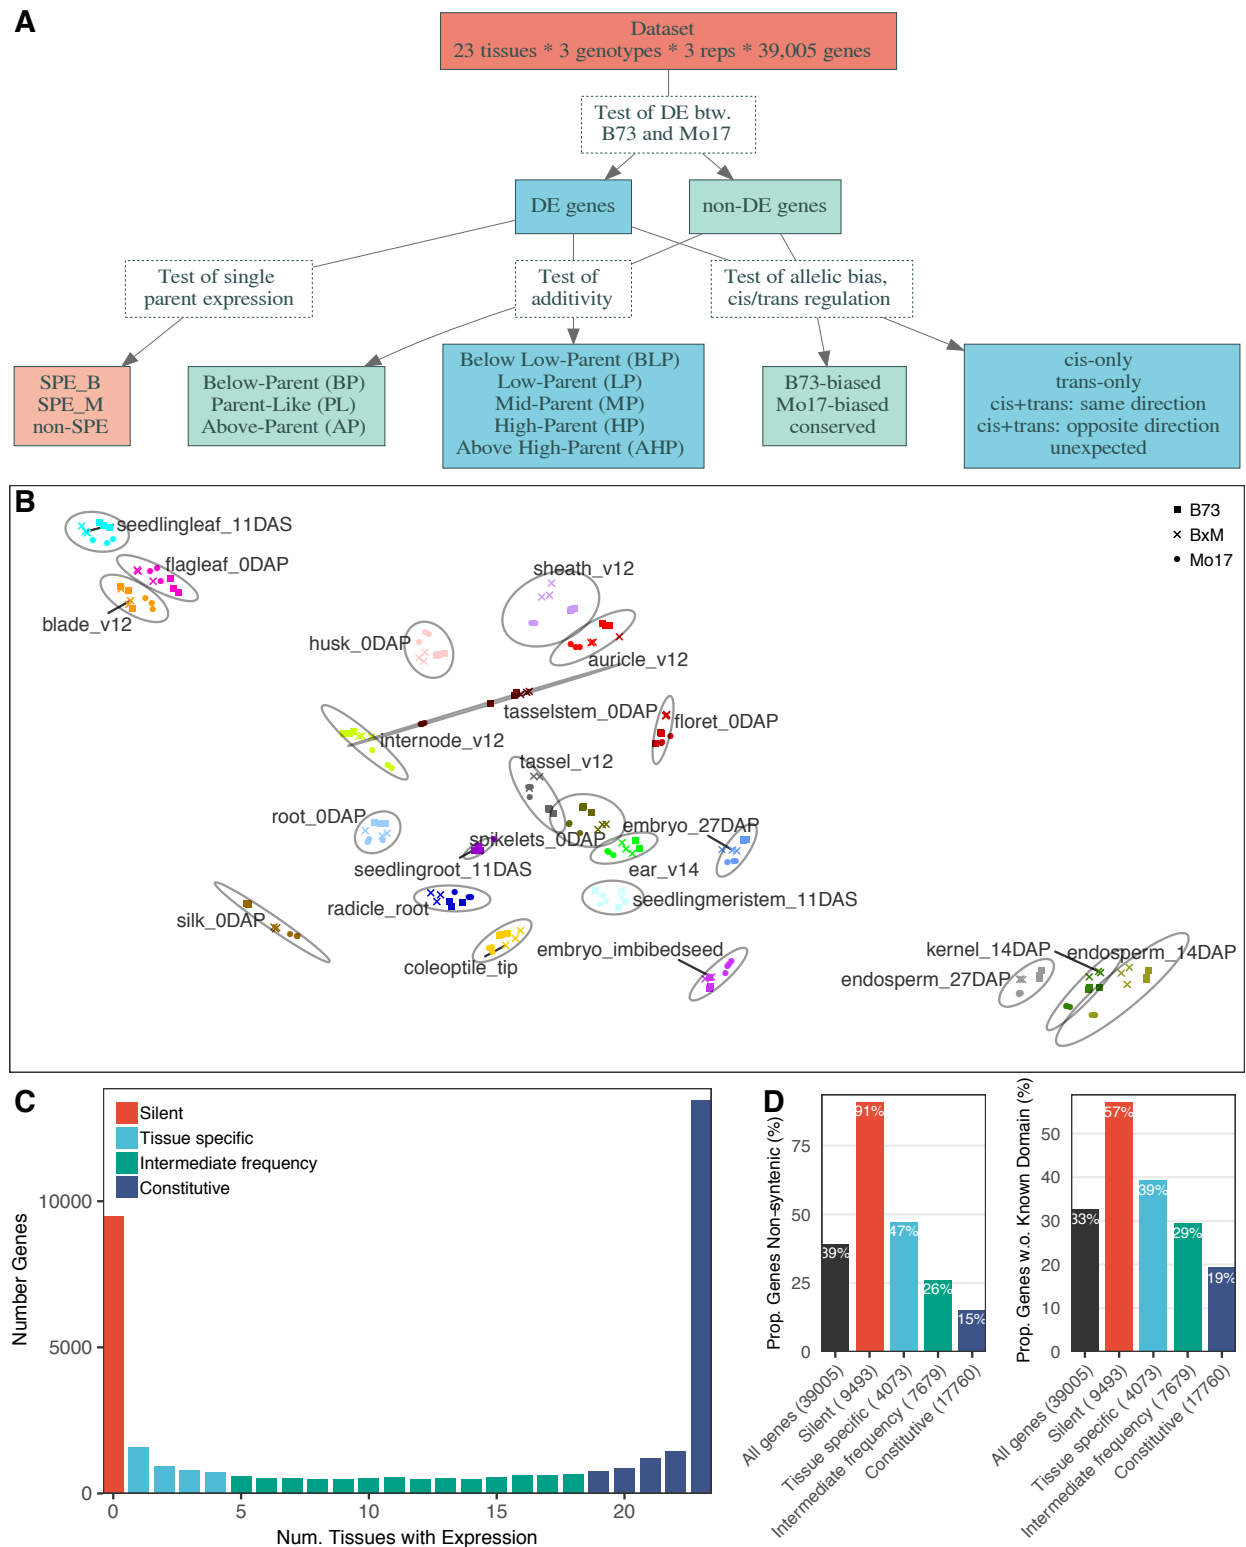 A
Dataset
23 tissues * 3 genotypes * 3 reps * 39,005 genes
Test of DE btw.
B73 and Mo17
DE genes
non-DE genes
Test of single
parent expression
Test of
additivity
Test of allelic bias,
cis/trans regulation
SPE_B
SPE_M
non-SPE
Below-Parent (BP)
Parent-Like (PL)
Above-Parent (AP)
Below Low-Parent (BLP)
Low-Parent (LP)
Mid-Parent (MP)
High-Parent (HP)
Above High-Parent (AHP)
B73-biased
Mo17-biased
conserved
cis-only
trans-only
cis+trans: same direction
cis+trans: opposite direction
unexpected
B
B73
BxM
Mo17
seedlingleaf_11DAS
flagleaf_0DAP
blade_v12
sheath_v12
husk_0DAP
auricle_v12
tasselstem_0DAP
floret_0DAP
internode_v12
tassel_v12
root_0DAP
spikelets_0DAP
embryo_27DAP
seedlingroot_11DAS
ear_v14
radicle_root
seedlingmeristem_11DAS
silk_0DAP
coleoptile_tip
embryo_imbibedseed
kernel_14DAP
endosperm_14DAP
endosperm_27DAP
C
Silent
Tissue specific
Intermediate frequency
Constitutive
Number Genes
10000
5000
0
0 5 10 15 20
Num. Tissues with Expression
D
Prop. Genes Non-syntenic (%)
75
50
25
0
39%
91%
47%
26%
15%
All genes (39005)
Silent ( 9493)
Tissue specific ( 4073)
Intermediate frequency ( 7679)
Constitutive (17760)
Prop. Genes w.o. Known Domain (%)
50
40
30
20
10
0
33%
57%
39%
29%
19%
All genes (39005)
Silent ( 9493)
Tissue specific ( 4073)
Intermediate frequency ( 7679)
Constitutive (17760)